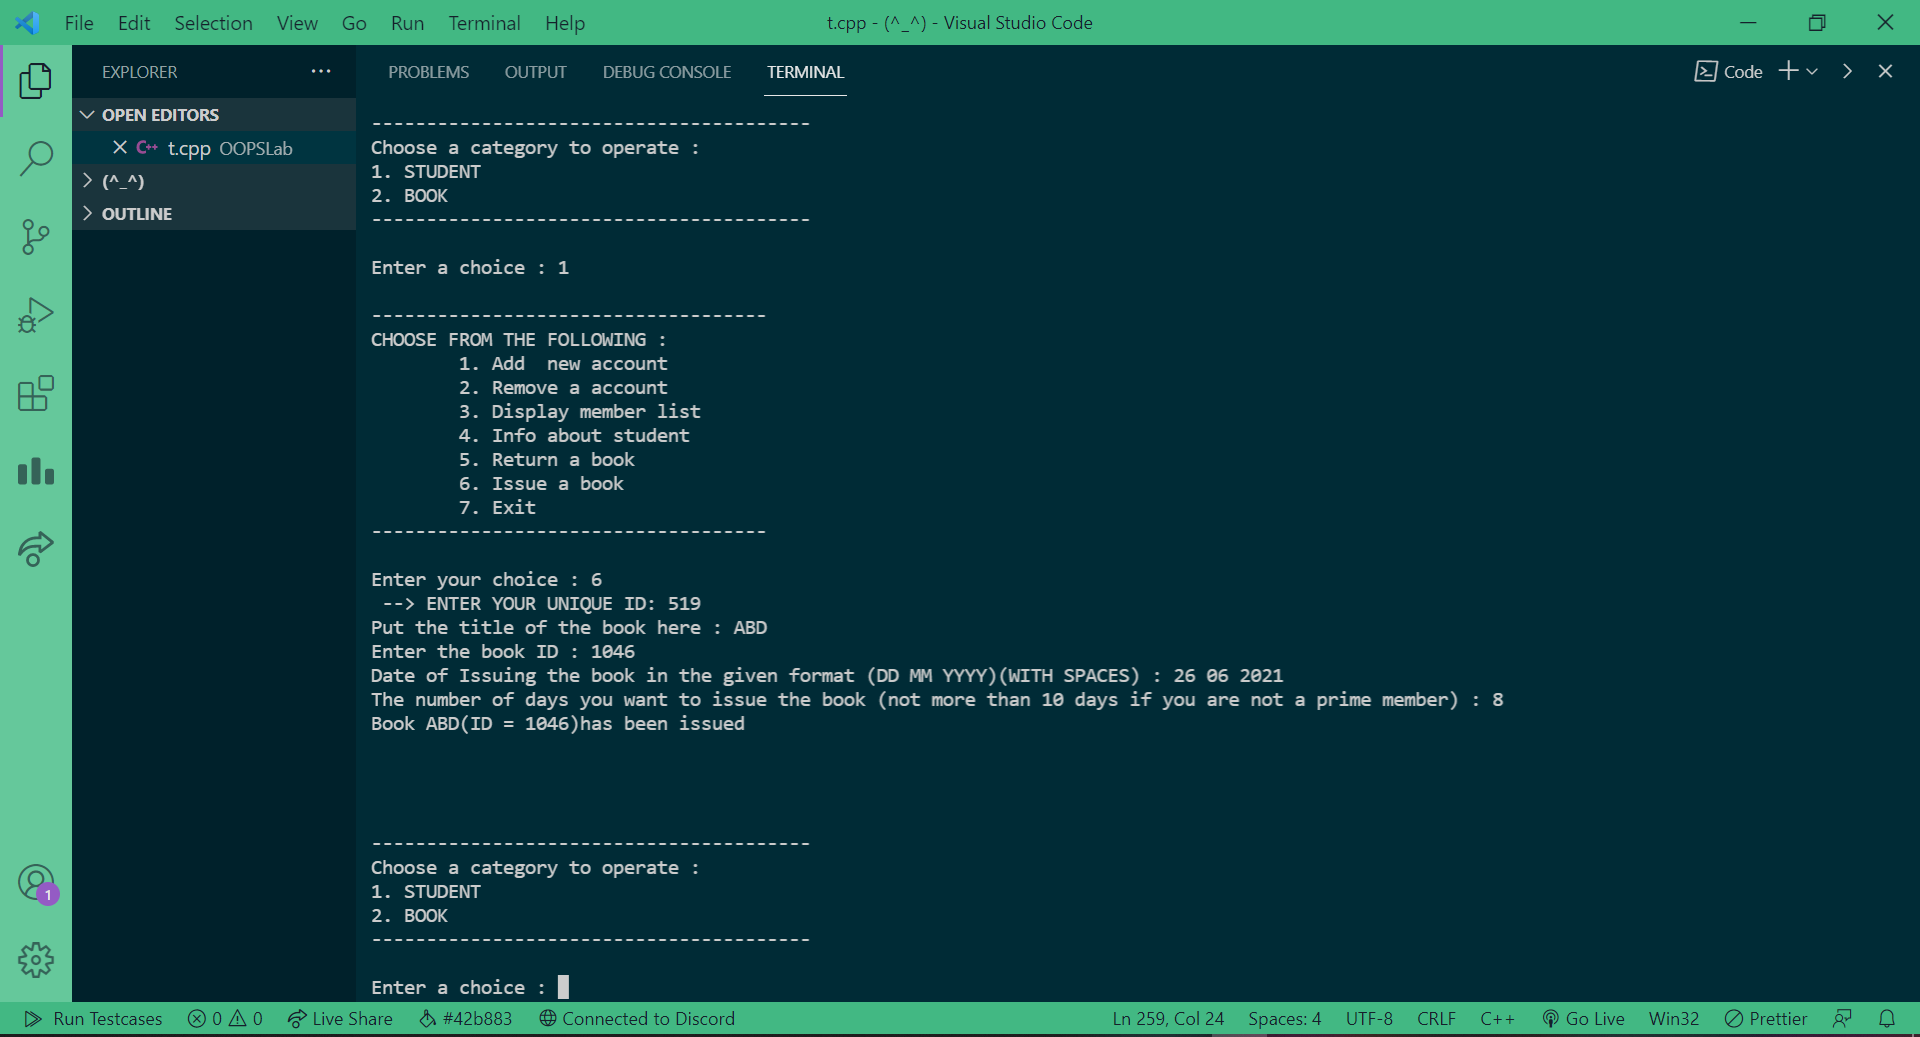 File Edit Selection View Go Run Terminal Help t.cpp - (^_^) - Visual Studio Code
EXPLORER ... PROBLEMS OUTPUT DEBUG CONSOLE TERMINAL Code
OPEN EDITORS
C++ t.cpp OOPSLab
(^_^)
OUTLINE
----------------------------------------
Choose a category to operate :
1. STUDENT
2. BOOK
----------------------------------------
Enter a choice : 1
------------------------------------
CHOOSE FROM THE FOLLOWING :
1. Add  new account
2. Remove a account
3. Display member list
4. Info about student
5. Return a book
6. Issue a book
7. Exit
------------------------------------
Enter your choice : 6
--> ENTER YOUR UNIQUE ID: 519
Put the title of the book here : ABD
Enter the book ID : 1046
Date of Issuing the book in the given format (DD MM YYYY)(WITH SPACES) : 26 06 2021
The number of days you want to issue the book (not more than 10 days if you are not a prime member) : 8
Book ABD(ID = 1046)has been issued
----------------------------------------
Choose a category to operate :
1. STUDENT
2. BOOK
----------------------------------------
Enter a choice :
1
Run Testcases 0 0 Live Share #42b883 Connected to Discord Ln 259, Col 24 Spaces: 4 UTF-8 CRLF C++ Go Live Win32 Prettier